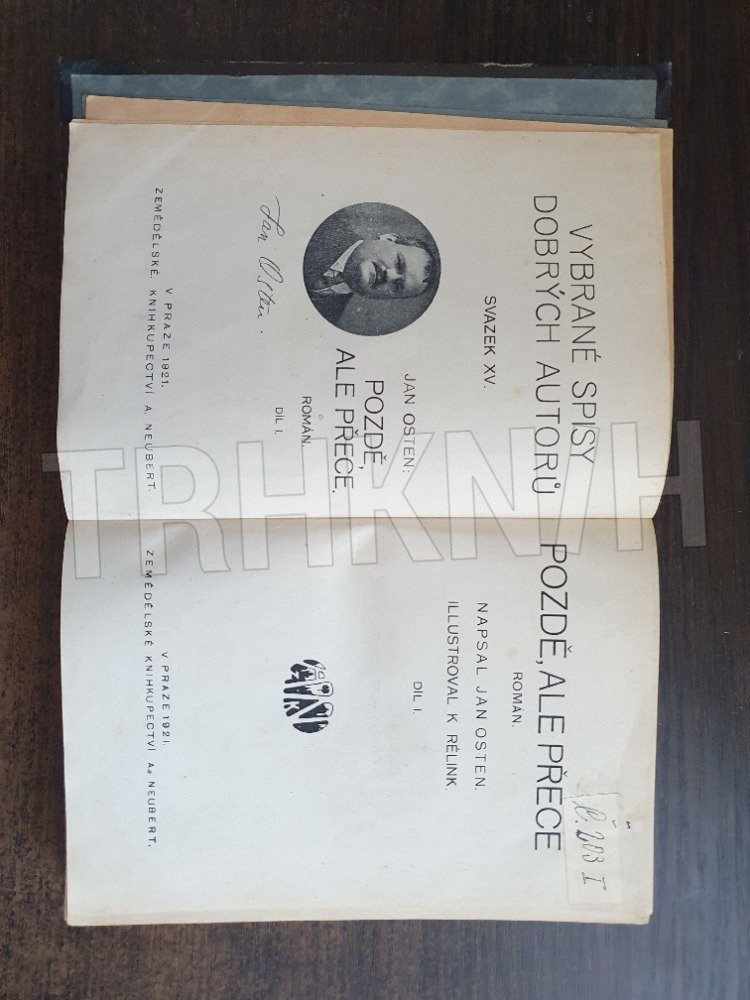 VYBRANÉ SPISY
DOBRÝCH AUTORŮ
SVAZEK XV.
Jan Osten.
JAN OSTEN:
POZDĚ,
ALE PŘECE.
ROMÁN.
DÍL I.
V PRAZE 1921.
ZEMĚDĚLSKÉ KNIHKUPECTVÍ A. NEUBERT.
č. 203 I
POZDĚ, ALE PŘECE
ROMÁN.
NAPSAL JAN OSTEN.
ILLUSTROVAL K RÉLINK.
DÍL I.
V PRAZE 1921.
ZEMĚDĚLSKÉ KNIHKUPECTVÍ A. NEUBERT.
TRHKNIH